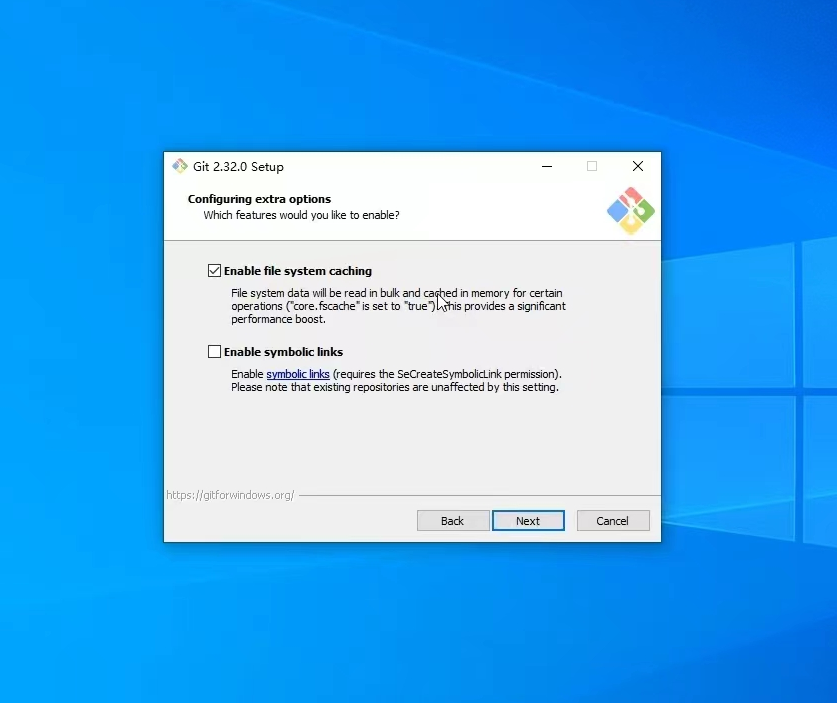 Git 2.32.0 Setup
Configuring extra options
Which features would you like to enable?
Enable file system caching
File system data will be read in bulk and cached in memory for certain
operations ("core.fscache" is set to "true"). This provides a significant
performance boost.
Enable symbolic links
Enable symbolic links (requires the SeCreateSymbolicLink permission).
Please note that existing repositories are unaffected by this setting.
https://gitforwindows.org/
Back Next Cancel